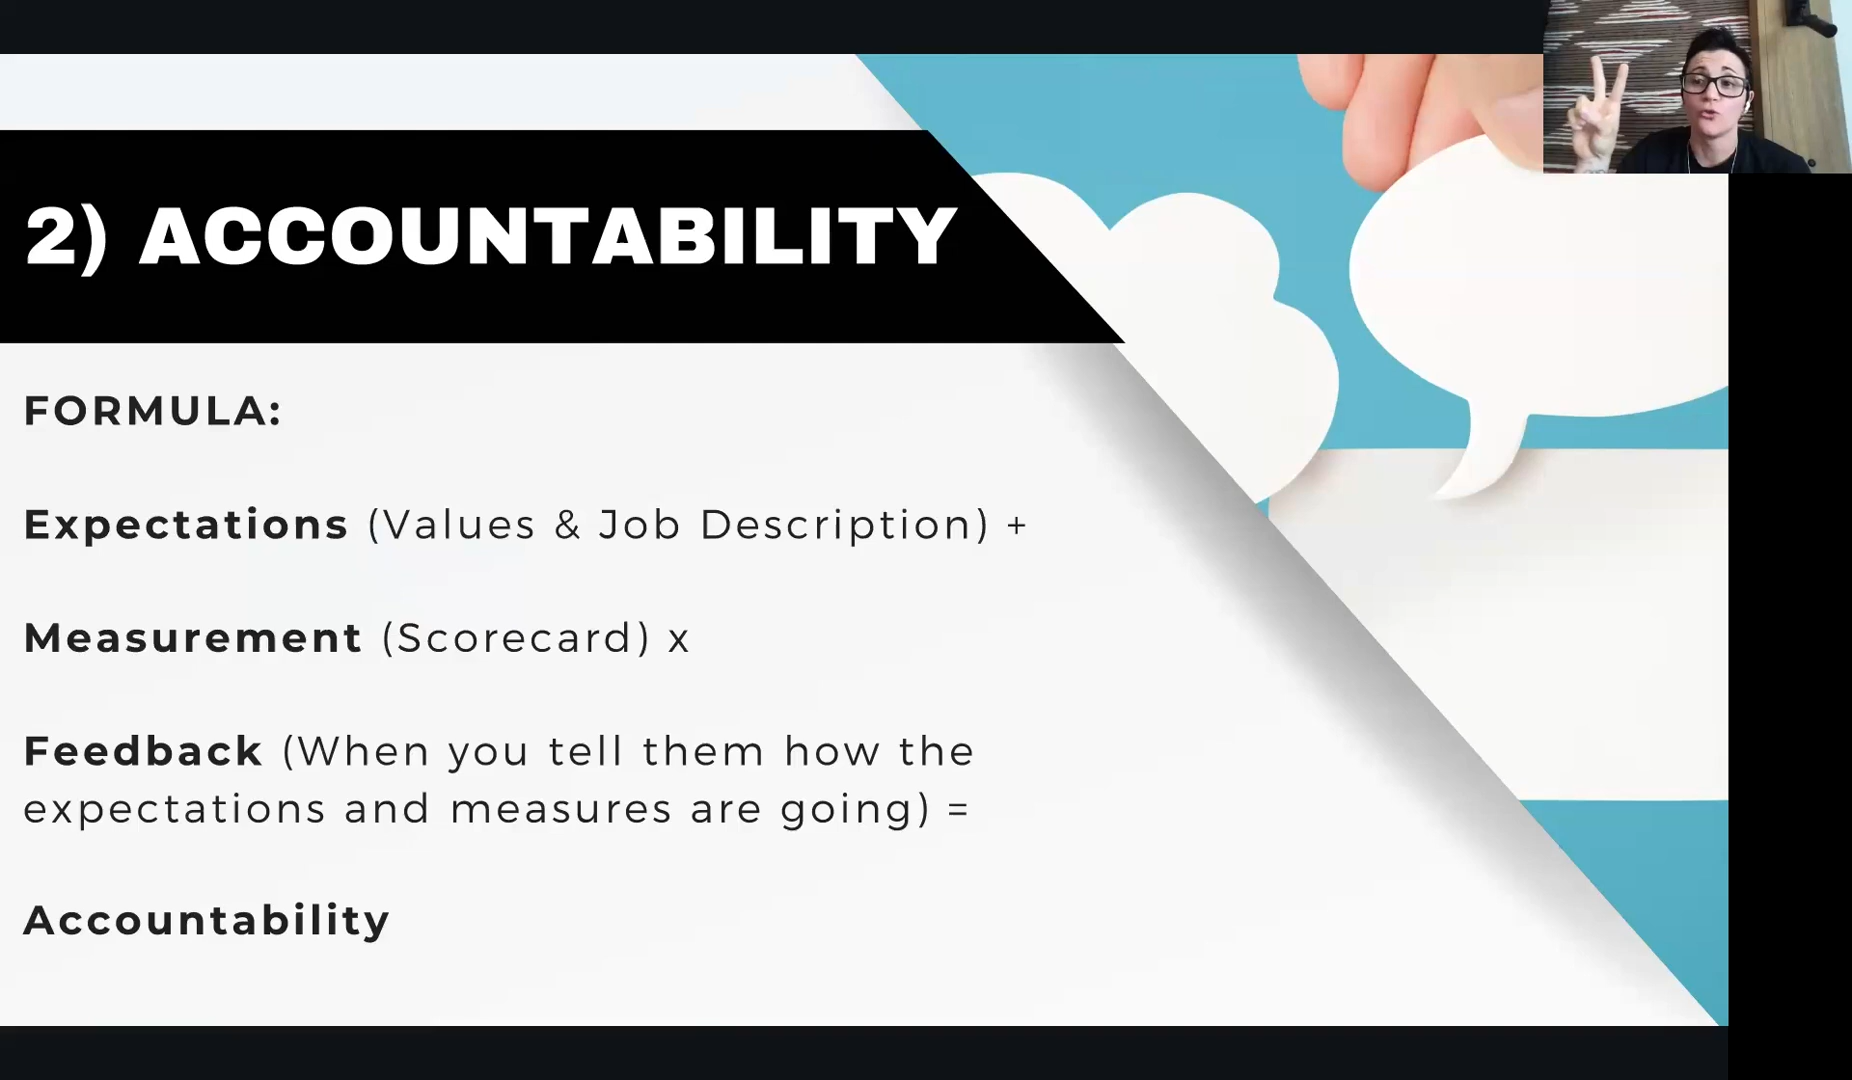 2) ACCOUNTABILITY
FORMULA:
Expectations (Values & Job Description) +
Measurement (Scorecard) x
Feedback (When you tell them how the
expectations and measures are going) =
Accountability